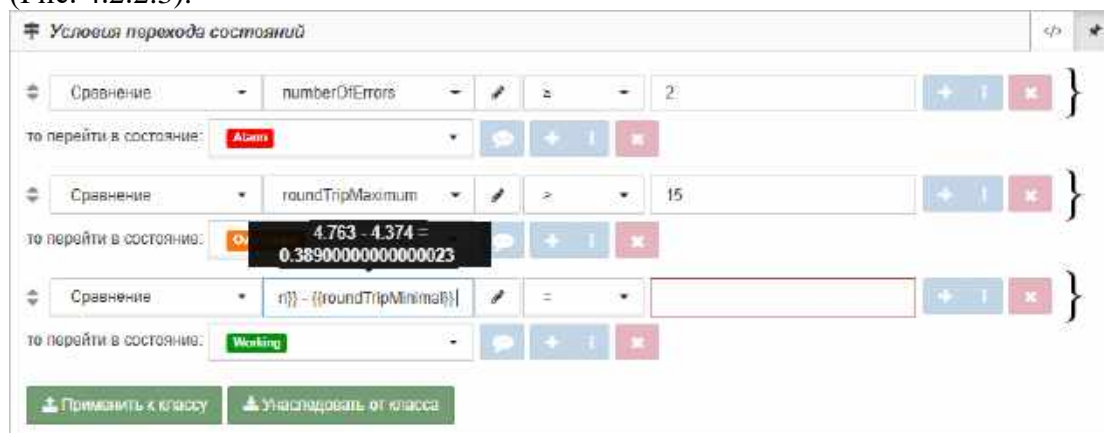 (Рис. 4.2.2.3).
Условия перехода состояний </>
Сравнение numberOfErrors ≥ 2 }
то перейти в состояние: Alarm
Сравнение roundTripMaximum > 15 }
то перейти в состояние:
4.763 - 4.374 =
0.38900000000000023
Сравнение n}} - {{roundTripMinimal}} = }
то перейти в состояние: Working
Применить к классу Унаследовать от класса